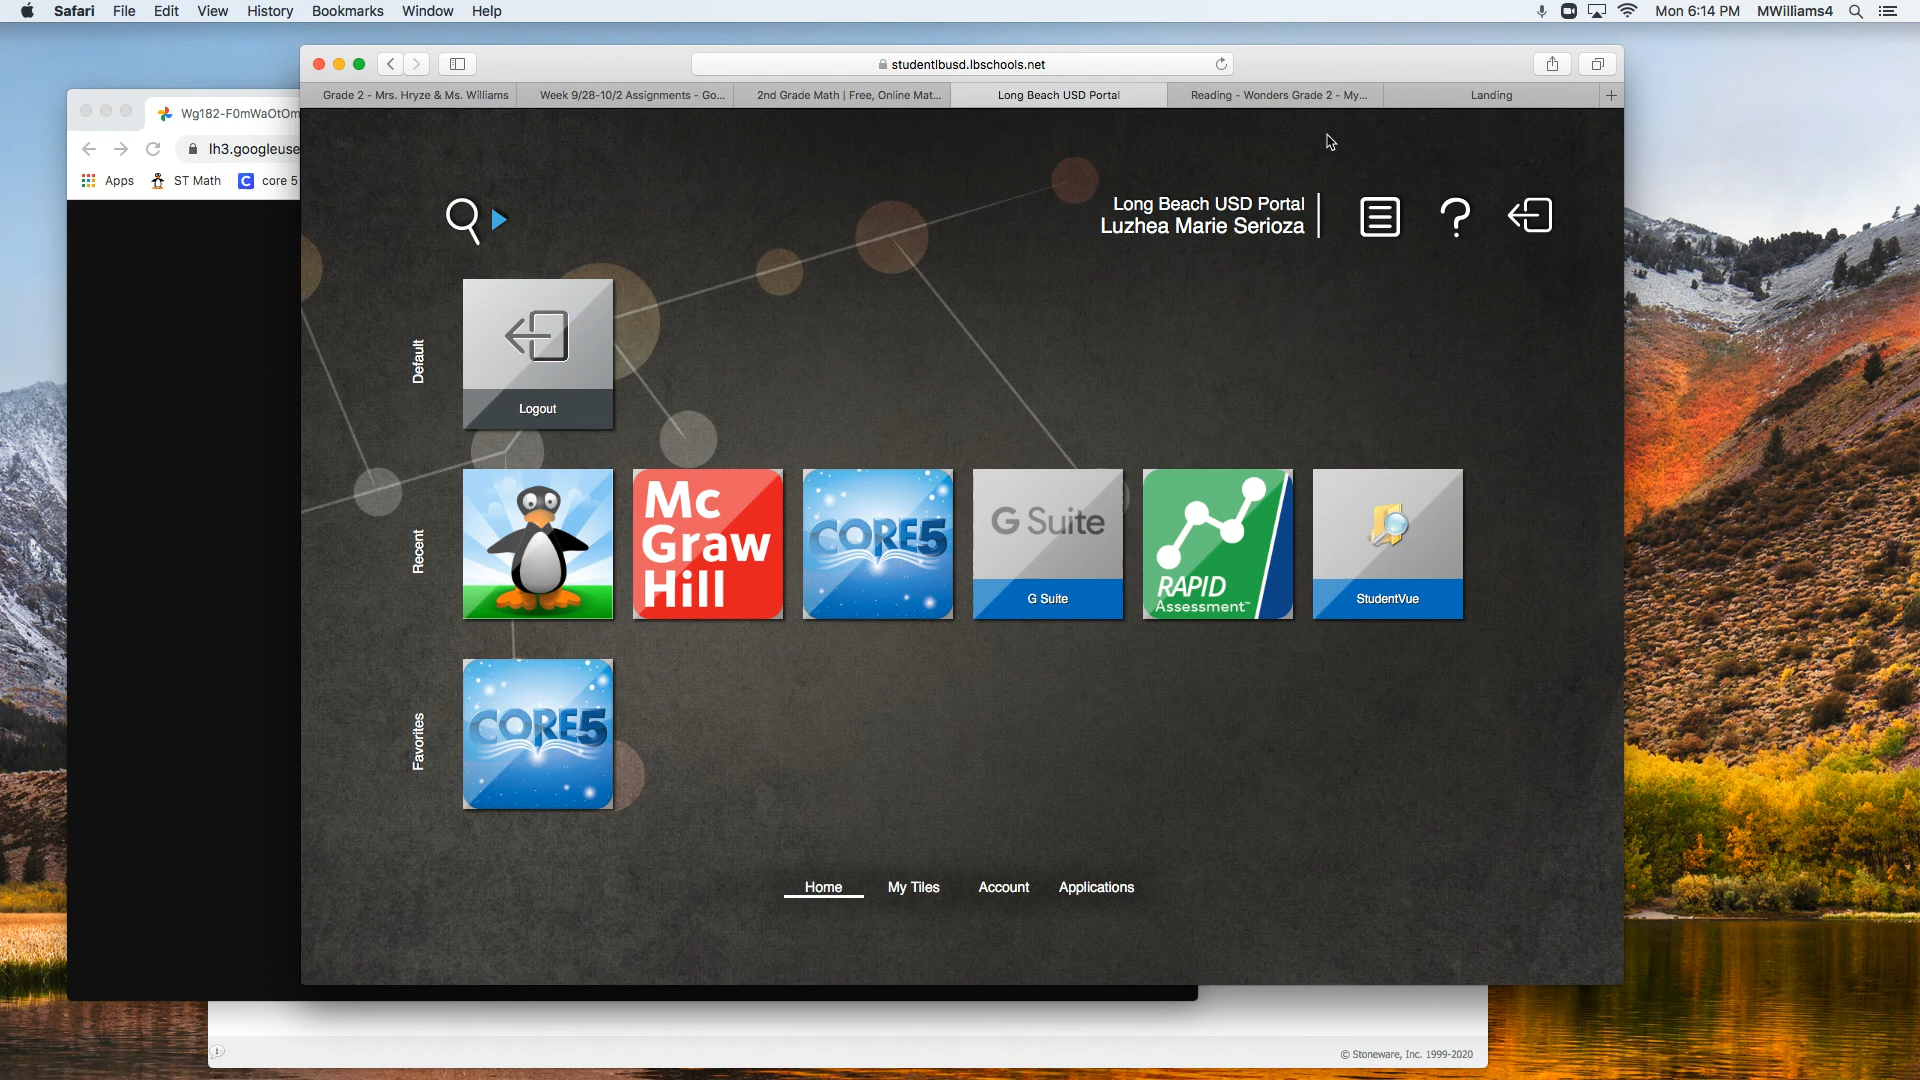 Safari File Edit View History Bookmarks Window Help
Mon 6:14 PM MWilliams4
studentlbusd.lbschools.net
Grade 2 - Mrs. Hryze & Ms. Williams
Week 9/28-10/2 Assignments - Go...
2nd Grade Math | Free, Online Mat...
Long Beach USD Portal
Reading - Wonders Grade 2 - My...
Landing
Wg182-F0mWaOtOm
lh3.googleuse
Apps ST Math core 5
Long Beach USD Portal
Luzhea Marie Serioza
Default
Logout
Recent
Mc
Graw
Hill
CORE5
G Suite
G Suite
RAPID
Assessment™
StudentVue
Favorites
CORE5
Home My Tiles Account Applications
© Stoneware, Inc. 1999-2020